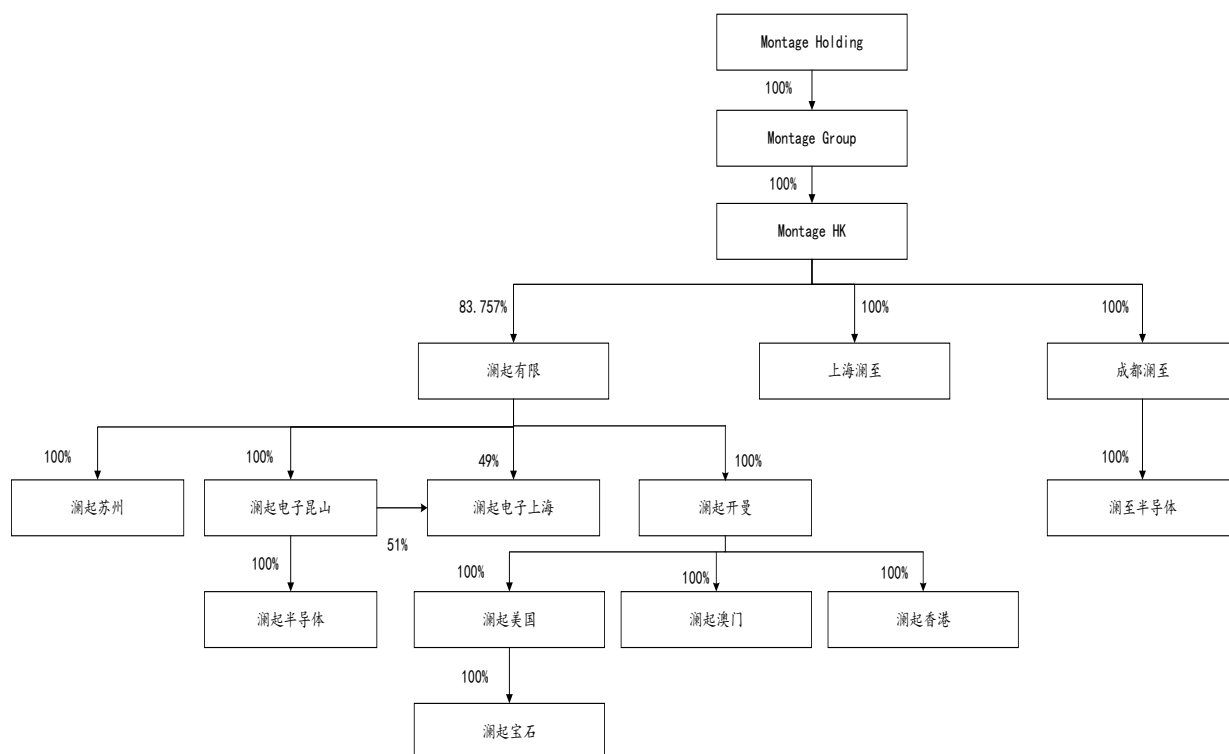 Montage Holding
100%
Montage Group
100%
Montage HK
83.757%
100%
100%
澜起有限
上海澜至
成都澜至
100%
100%
49%
100%
100%
澜起苏州
澜起电子昆山
澜起电子上海
澜起开曼
澜至半导体
51%
100%
100%
100%
100%
澜起半导体
澜起美国
澜起澳门
澜起香港
100%
澜起宝石